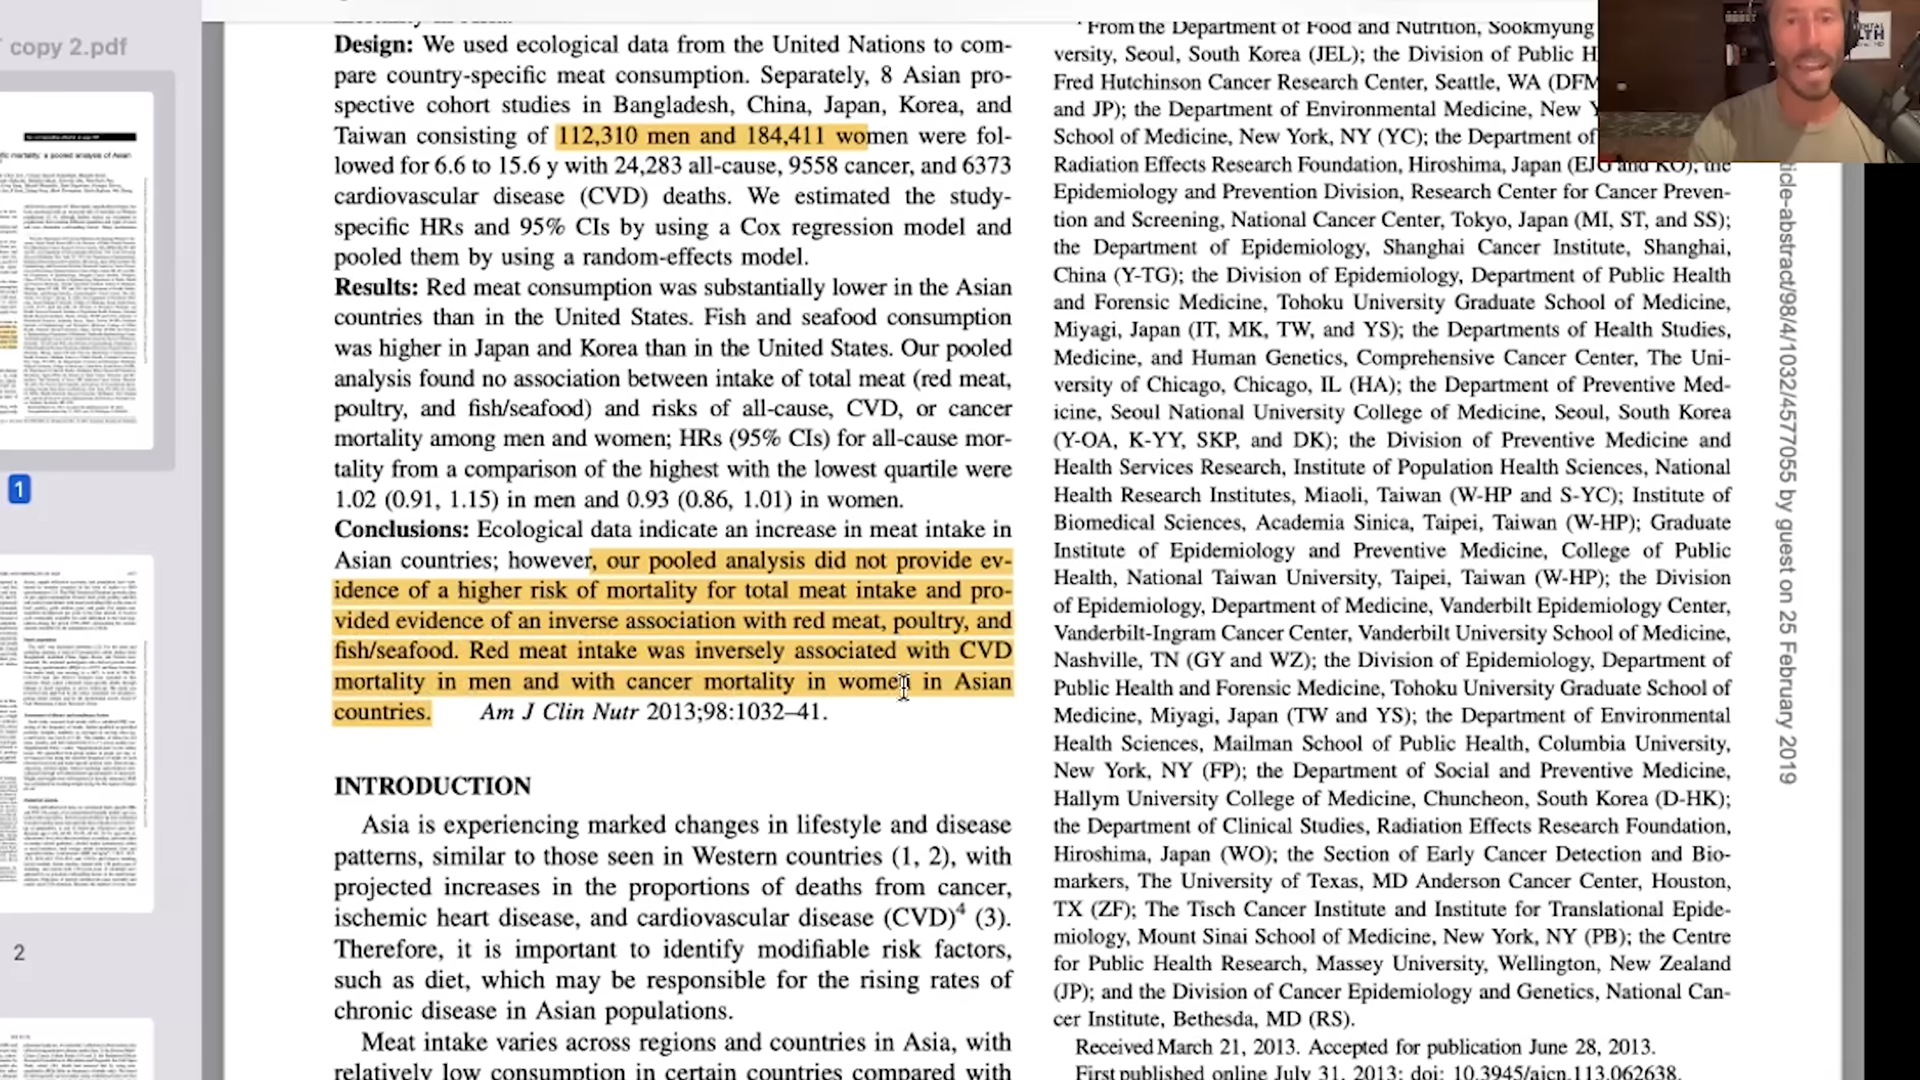 copy 2.pdf
1
2
Design: We used ecological data from the United Nations to com-
pare country-specific meat consumption. Separately, 8 Asian pro-
spective cohort studies in Bangladesh, China, Japan, Korea, and
Taiwan consisting of 112,310 men and 184,411 women were fol-
lowed for 6.6 to 15.6 y with 24,283 all-cause, 9558 cancer, and 6373
cardiovascular disease (CVD) deaths. We estimated the study-
specific HRs and 95% CIs by using a Cox regression model and
pooled them by using a random-effects model.
Results: Red meat consumption was substantially lower in the Asian
countries than in the United States. Fish and seafood consumption
was higher in Japan and Korea than in the United States. Our pooled
analysis found no association between intake of total meat (red meat,
poultry, and fish/seafood) and risks of all-cause, CVD, or cancer
mortality among men and women; HRs (95% CIs) for all-cause mor-
tality from a comparison of the highest with the lowest quartile were
1.02 (0.91, 1.15) in men and 0.93 (0.86, 1.01) in women.
Conclusions: Ecological data indicate an increase in meat intake in
Asian countries; however, our pooled analysis did not provide ev-
idence of a higher risk of mortality for total meat intake and pro-
vided evidence of an inverse association with red meat, poultry, and
fish/seafood. Red meat intake was inversely associated with CVD
mortality in men and with cancer mortality in women in Asian
countries. Am J Clin Nutr 2013;98:1032–41.
INTRODUCTION
Asia is experiencing marked changes in lifestyle and disease
patterns, similar to those seen in Western countries (1, 2), with
projected increases in the proportions of deaths from cancer,
ischemic heart disease, and cardiovascular disease (CVD)4 (3).
Therefore, it is important to identify modifiable risk factors,
such as diet, which may be responsible for the rising rates of
chronic disease in Asian populations.
Meat intake varies across regions and countries in Asia, with
relatively low consumption in certain countries compared with
From the Department of Food and Nutrition, Sookmyung
versity, Seoul, South Korea (JEL); the Division of Public H
Fred Hutchinson Cancer Research Center, Seattle, WA (DFM
and JP); the Department of Environmental Medicine, New Y
School of Medicine, New York, NY (YC); the Department of
Radiation Effects Research Foundation, Hiroshima, Japan (EJG and KO); the
Epidemiology and Prevention Division, Research Center for Cancer Preven-
tion and Screening, National Cancer Center, Tokyo, Japan (MI, ST, and SS);
the Department of Epidemiology, Shanghai Cancer Institute, Shanghai,
China (Y-TG); the Division of Epidemiology, Department of Public Health
and Forensic Medicine, Tohoku University Graduate School of Medicine,
Miyagi, Japan (IT, MK, TW, and YS); the Departments of Health Studies,
Medicine, and Human Genetics, Comprehensive Cancer Center, The Uni-
versity of Chicago, Chicago, IL (HA); the Department of Preventive Med-
icine, Seoul National University College of Medicine, Seoul, South Korea
(Y-OA, K-YY, SKP, and DK); the Division of Preventive Medicine and
Health Services Research, Institute of Population Health Sciences, National
Health Research Institutes, Miaoli, Taiwan (W-HP and S-YC); Institute of
Biomedical Sciences, Academia Sinica, Taipei, Taiwan (W-HP); Graduate
Institute of Epidemiology and Preventive Medicine, College of Public
Health, National Taiwan University, Taipei, Taiwan (W-HP); the Division
of Epidemiology, Department of Medicine, Vanderbilt Epidemiology Center,
Vanderbilt-Ingram Cancer Center, Vanderbilt University School of Medicine,
Nashville, TN (GY and WZ); the Division of Epidemiology, Department of
Public Health and Forensic Medicine, Tohoku University Graduate School of
Medicine, Miyagi, Japan (TW and YS); the Department of Environmental
Health Sciences, Mailman School of Public Health, Columbia University,
New York, NY (FP); the Department of Social and Preventive Medicine,
Hallym University College of Medicine, Chuncheon, South Korea (D-HK);
the Department of Clinical Studies, Radiation Effects Research Foundation,
Hiroshima, Japan (WO); the Section of Early Cancer Detection and Bio-
markers, The University of Texas, MD Anderson Cancer Center, Houston,
TX (ZF); The Tisch Cancer Institute and Institute for Translational Epide-
miology, Mount Sinai School of Medicine, New York, NY (PB); the Centre
for Public Health Research, Massey University, Wellington, New Zealand
(JP); and the Division of Cancer Epidemiology and Genetics, National Can-
cer Institute, Bethesda, MD (RS).
Received March 21, 2013. Accepted for publication June 28, 2013.
First published online July 31, 2013; doi: 10.3945/ajcn.113.062638.
ticle-abstract/98/4/1032/4577055 by guest on 25 February 2019